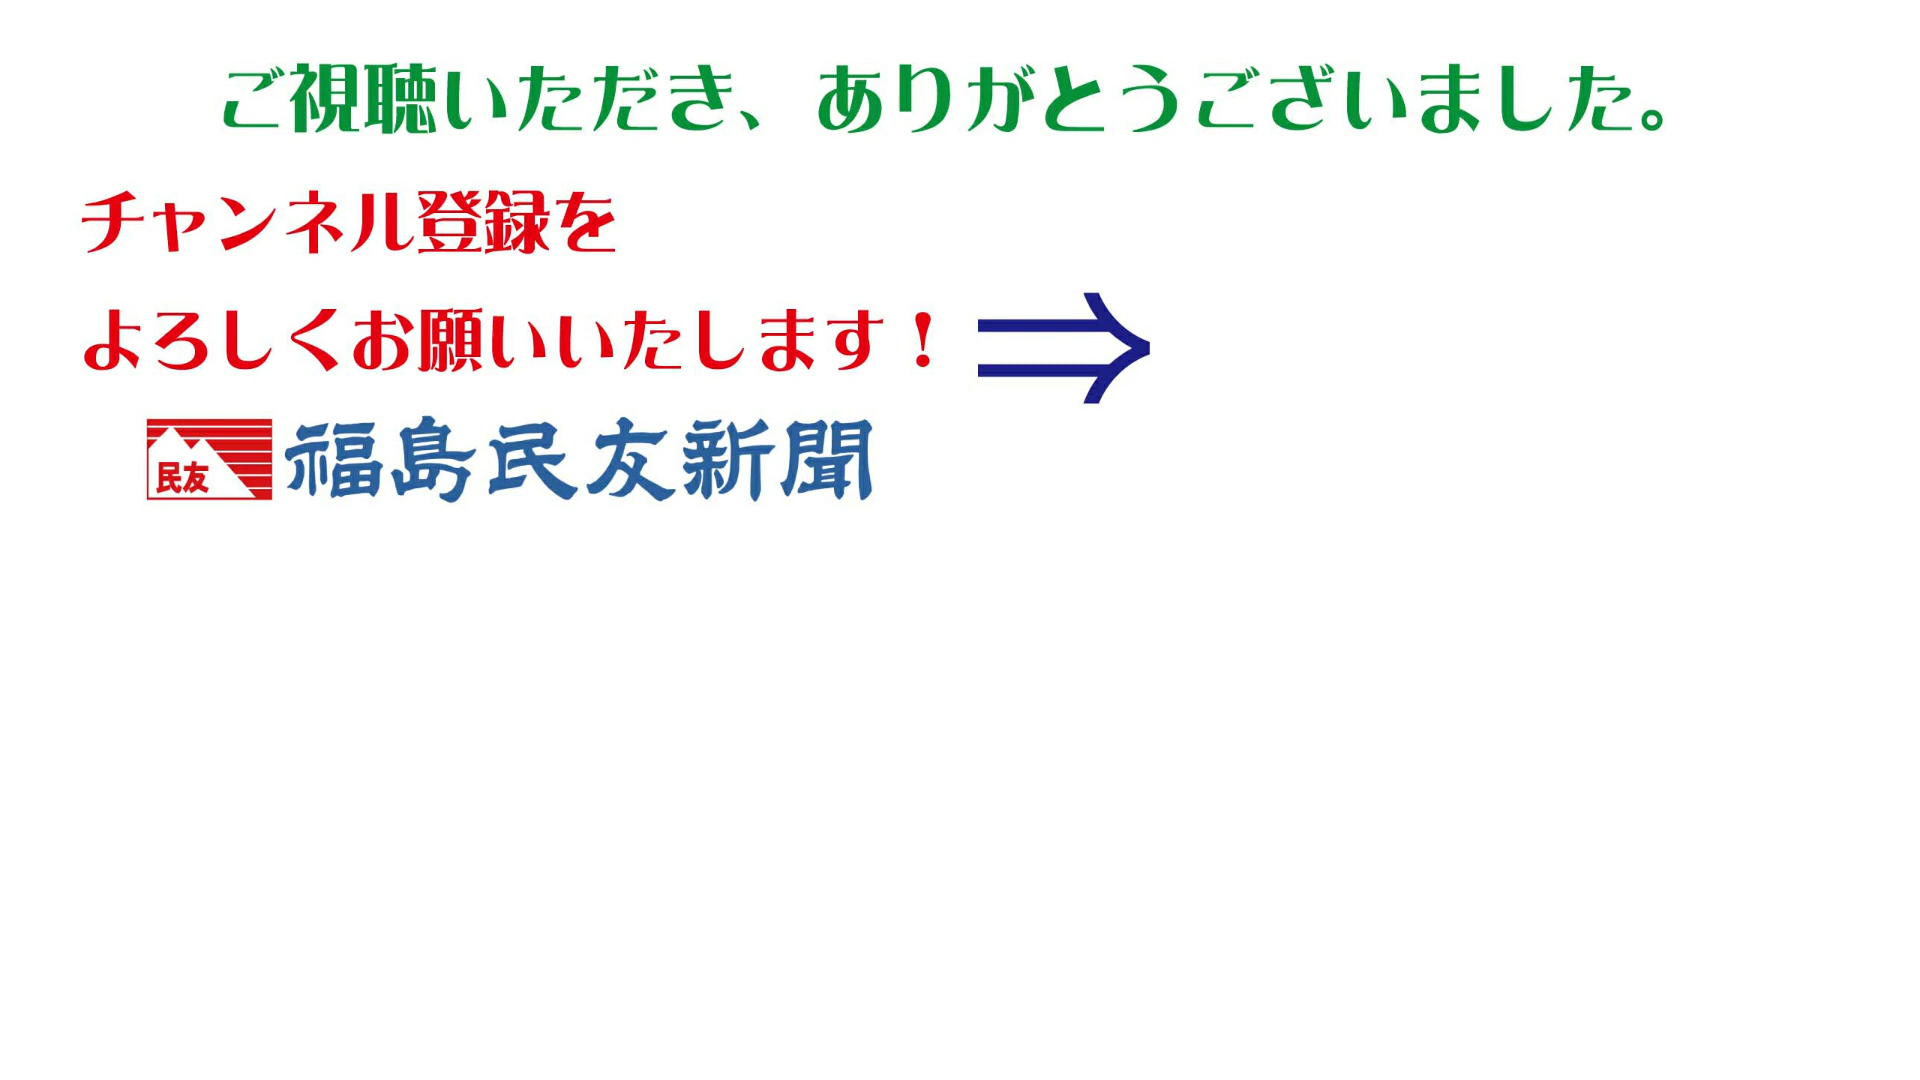 ご視聴いただき、ありがとうございました。
チャンネル登録を
よろしくお願いいたします！⇒
民友 福島民友新聞